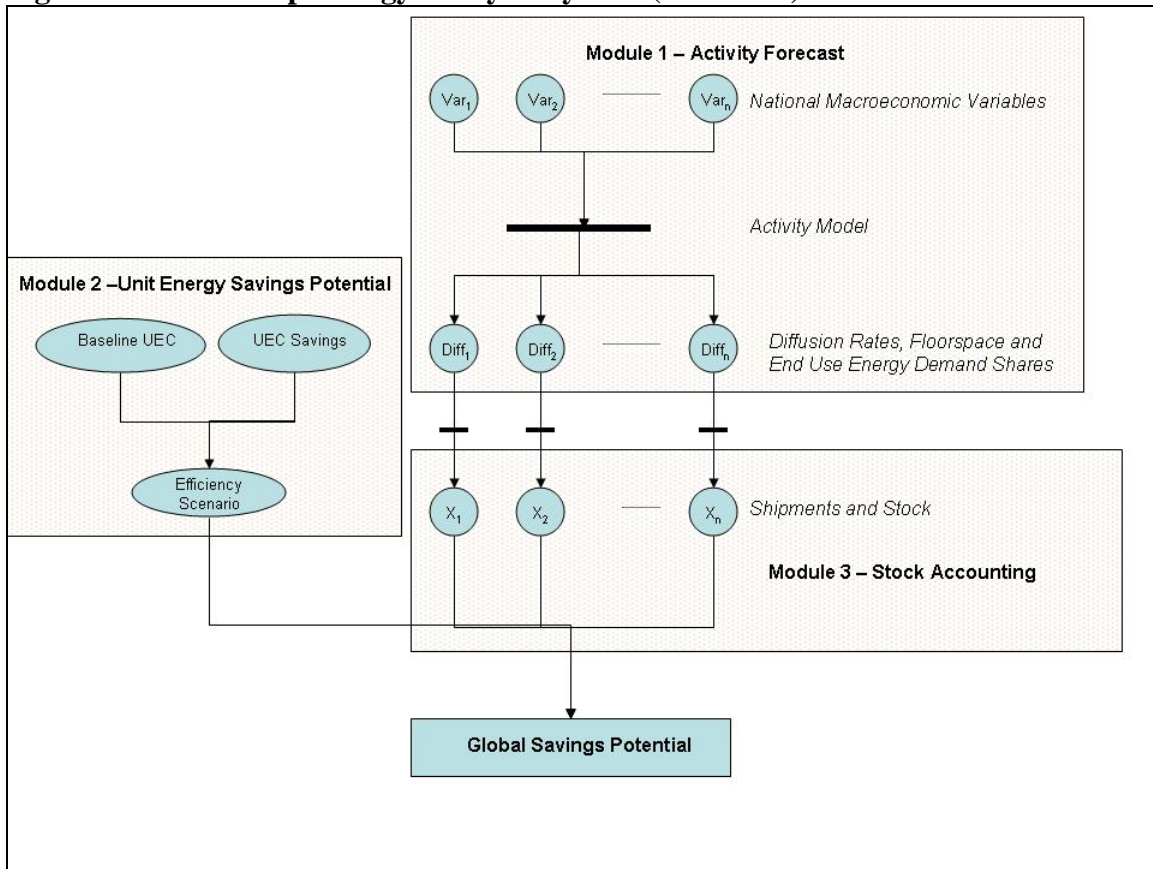 Module 1 – Activity Forecast
Var1
Var2
Varn
National Macroeconomic Variables
Activity Model
Module 2 –Unit Energy Savings Potential
Baseline UEC
UEC Savings
Diff1
Diff2
Diffn
Diffusion Rates, Floorspace and
End Use Energy Demand Shares
Efficiency
Scenario
X1
X2
Xn
Shipments and Stock
Module 3 – Stock Accounting
Global Savings Potential